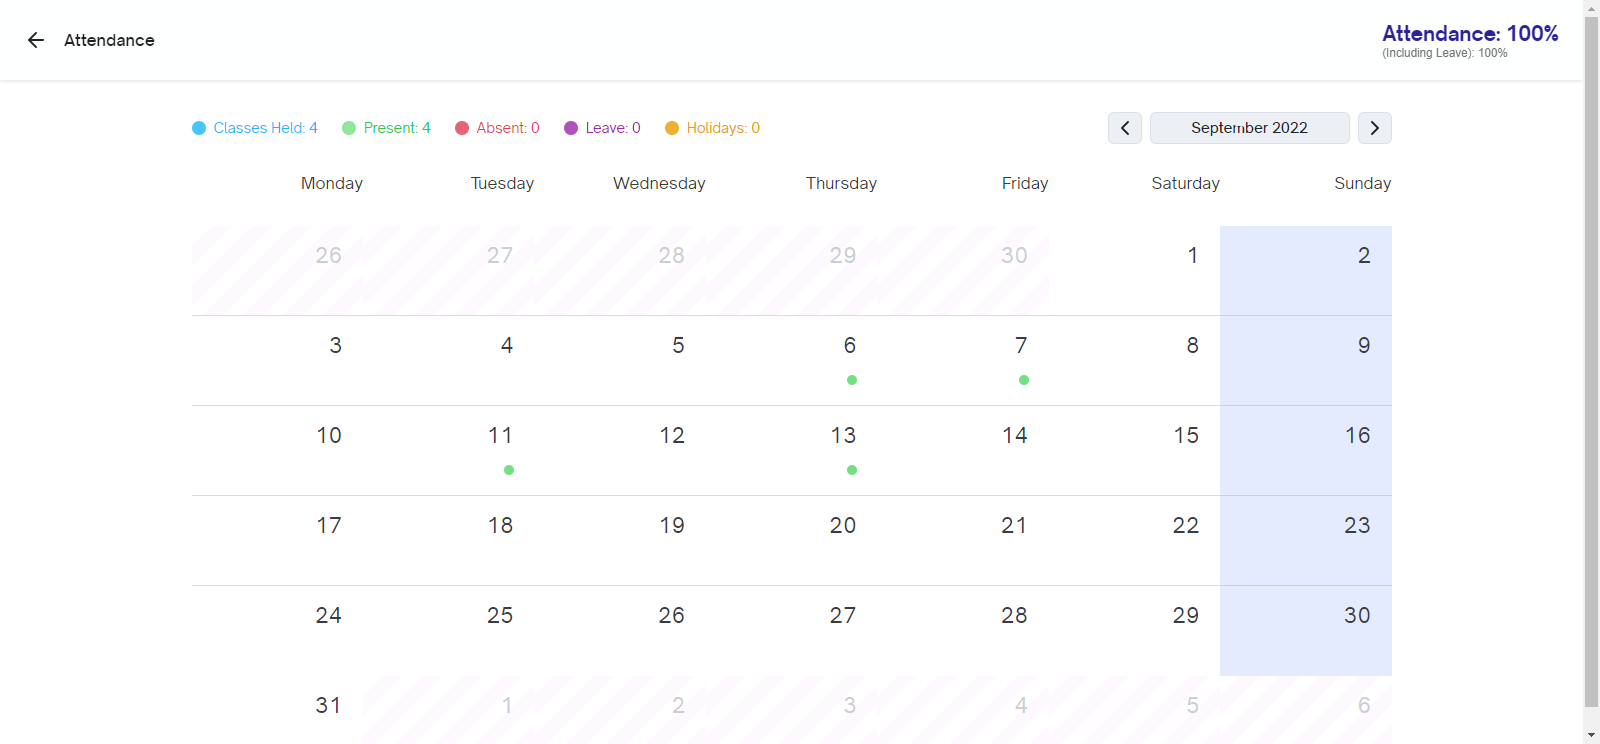 Attendance
Attendance: 100%
(Including Leave): 100%
Classes Held: 4 Present: 4 Absent: 0 Leave: 0 Holidays: 0
September 2022
Monday Tuesday Wednesday Thursday Friday Saturday Sunday
26 27 28 29 30 1 2
3 4 5 6 7 8 9
10 11 12 13 14 15 16
17 18 19 20 21 22 23
24 25 26 27 28 29 30
31 1 2 3 4 5 6